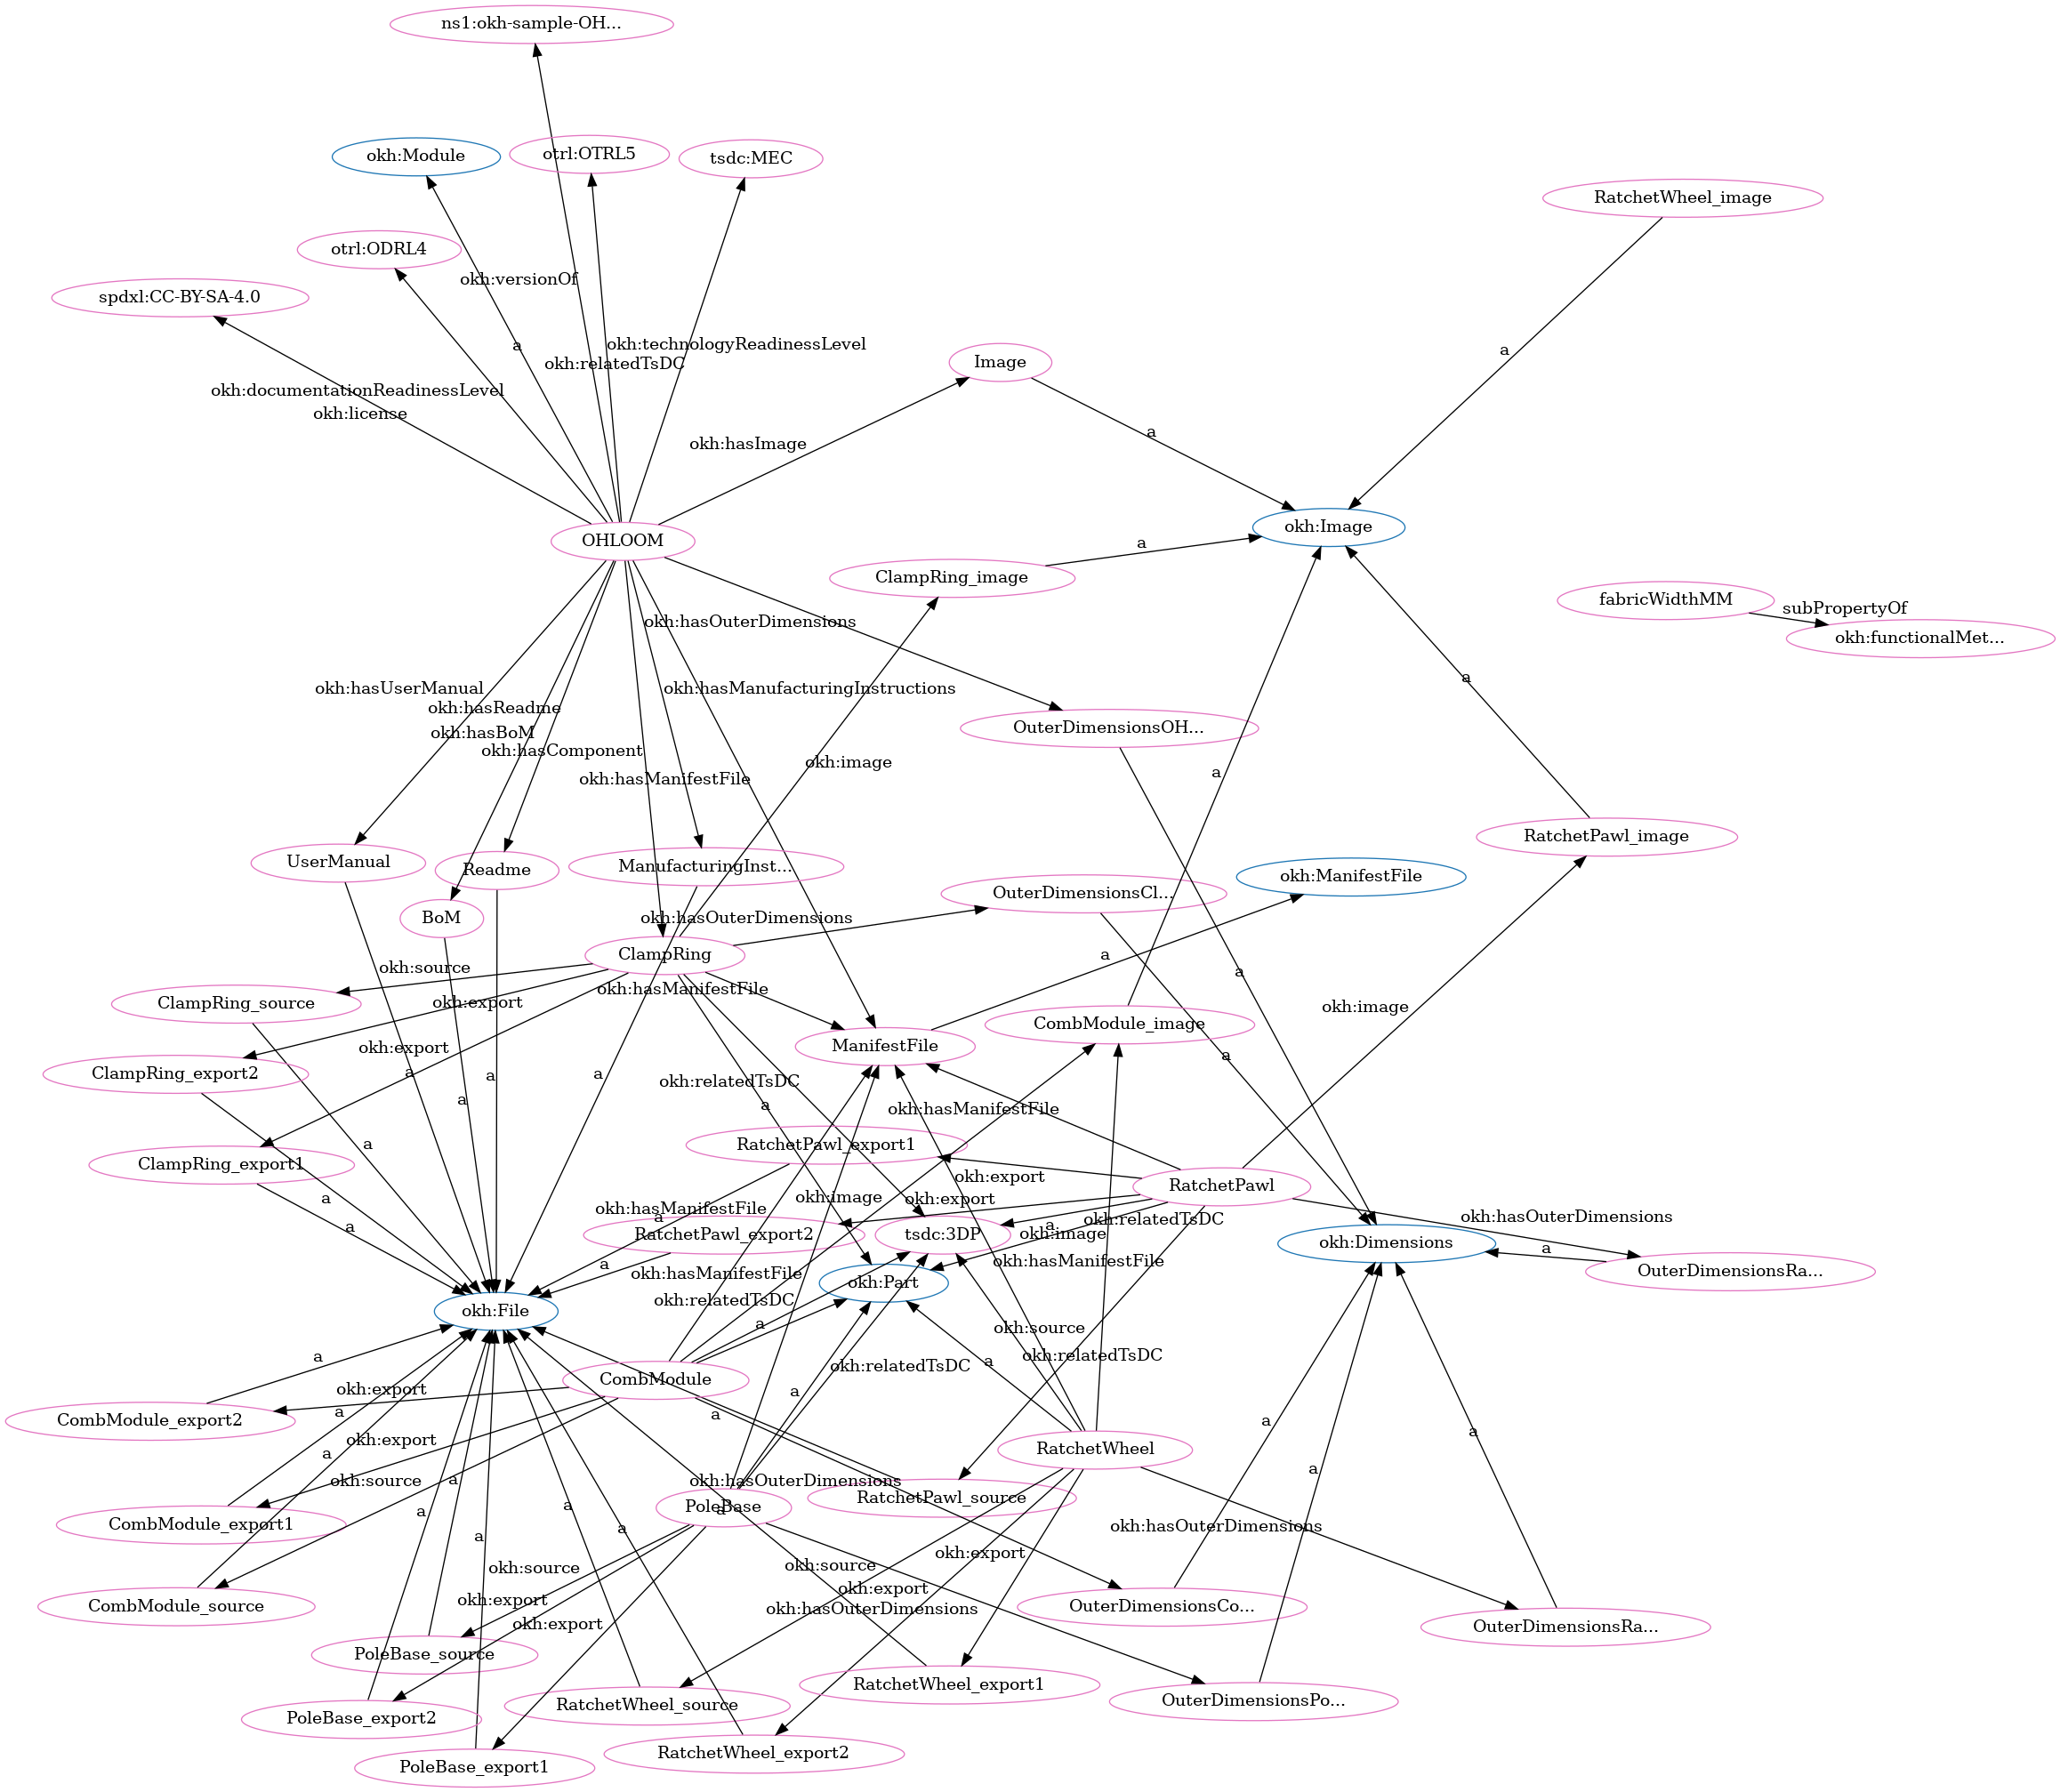 ns1:okh-sample-OH...
okh:Module
otrl:OTRL5
tsdc:MEC
RatchetWheel_image
otrl:ODRL4
okh:versionOf
spdxl:CC-BY-SA-4.0
a
okh:technologyReadinessLevel
a
okh:relatedTsDC
Image
okh:documentationReadinessLevel
okh:license
okh:hasImage
a
okh:Image
OHLOOM
a
ClampRing_image
fabricWidthMM
subPropertyOf
okh:hasOuterDimensions
okh:functionalMet...
a
okh:hasUserManual
okh:hasManufacturingInstructions
okh:hasReadme
OuterDimensionsOH...
okh:hasBoM
okh:hasComponent
okh:image
a
okh:hasManifestFile
RatchetPawl_image
UserManual
Readme
ManufacturingInst...
okh:ManifestFile
OuterDimensionsCl...
BoM
okh:hasOuterDimensions
ClampRing
a
okh:source
a
okh:hasManifestFile
ClampRing_source
okh:export
okh:image
CombModule_image
okh:export
ManifestFile
a
ClampRing_export2
a
a
a
okh:relatedTsDC
a
a
okh:hasManifestFile
a
RatchetPawl_export1
ClampRing_export1
okh:export
RatchetPawl
a
okh:image
okh:export
okh:hasManifestFile
a
okh:relatedTsDC
okh:hasOuterDimensions
a
a
RatchetPawl_export2
tsdc:3DP
okh:image
okh:Dimensions
a
a
okh:hasManifestFile
OuterDimensionsRa...
okh:hasManifestFile
okh:Part
okh:relatedTsDC
okh:File
a
okh:source
a
okh:relatedTsDC
a
okh:relatedTsDC
CombModule
okh:export
a
a
a
CombModule_export2
a
a
okh:export
RatchetWheel
a
okh:source
a
okh:hasOuterDimensions
a
RatchetPawl_source
PoleBase
a
a
a
CombModule_export1
a
a
okh:hasOuterDimensions
okh:export
okh:source
okh:source
okh:export
okh:export
CombModule_source
okh:hasOuterDimensions
OuterDimensionsCo...
okh:export
OuterDimensionsRa...
PoleBase_source
RatchetWheel_export1
RatchetWheel_source
OuterDimensionsPo...
PoleBase_export2
RatchetWheel_export2
PoleBase_export1